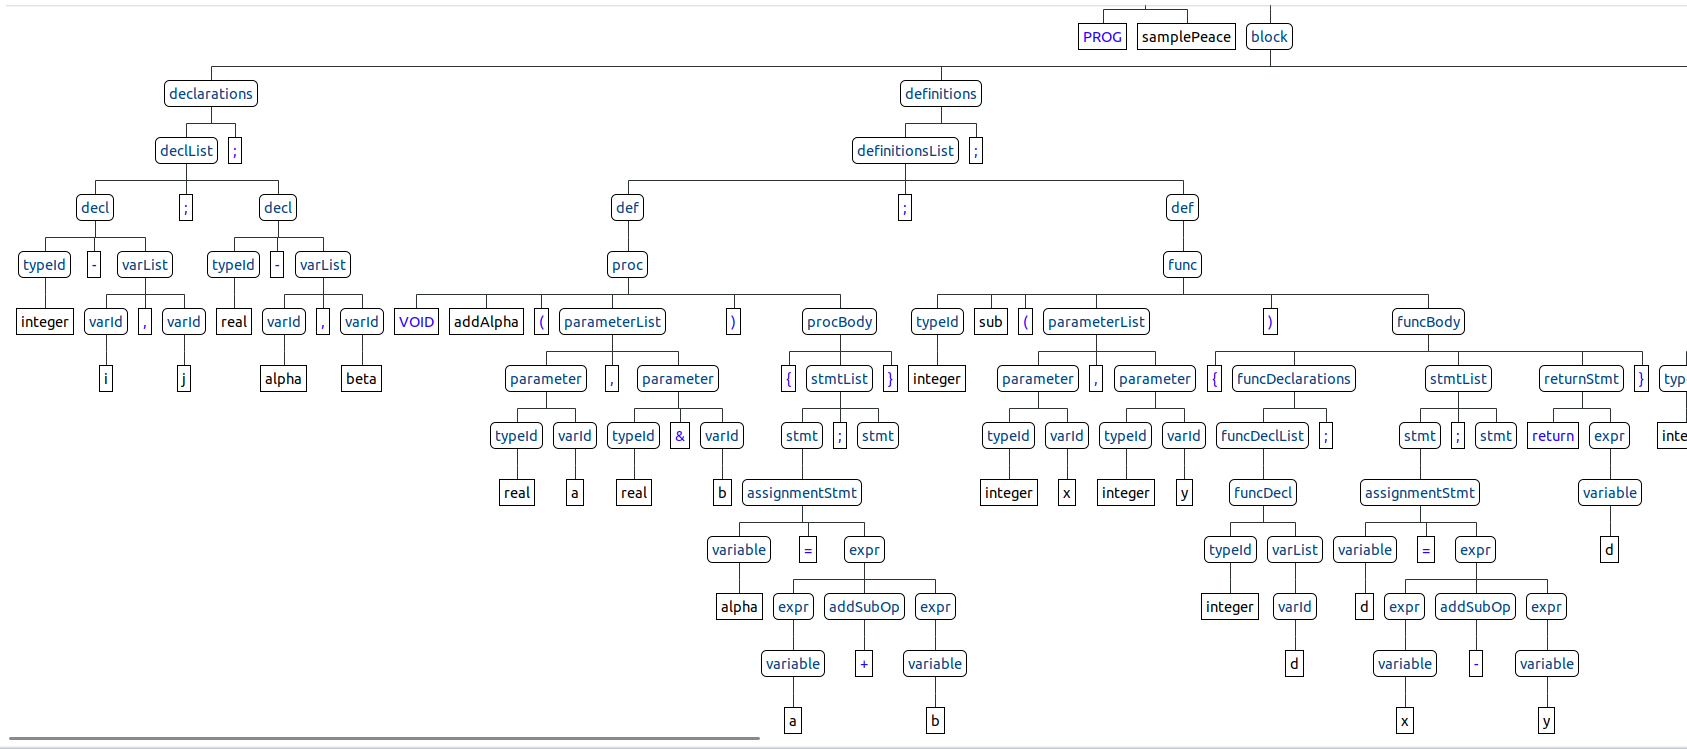 PROG samplePeace block
declarations definitions
declList ; definitionsList ;
decl ; decl def ; def
typeId - varList typeId - varList proc func
integer varId , varId real varId , varId VOID addAlpha ( parameterList ) procBody typeId sub ( parameterList ) funcBody
i j alpha beta parameter , parameter { stmtList } integer parameter , parameter { funcDeclarations stmtList returnStmt } typ
typeId varId typeId & varId stmt ; stmt typeId varId typeId varId funcDeclList ; stmt ; stmt return expr inte
real a real b assignmentStmt integer x integer y funcDecl assignmentStmt variable
variable = expr typeId varList variable = expr d
alpha expr addSubOp expr integer varId d expr addSubOp expr
variable + variable d variable - variable
a b x y